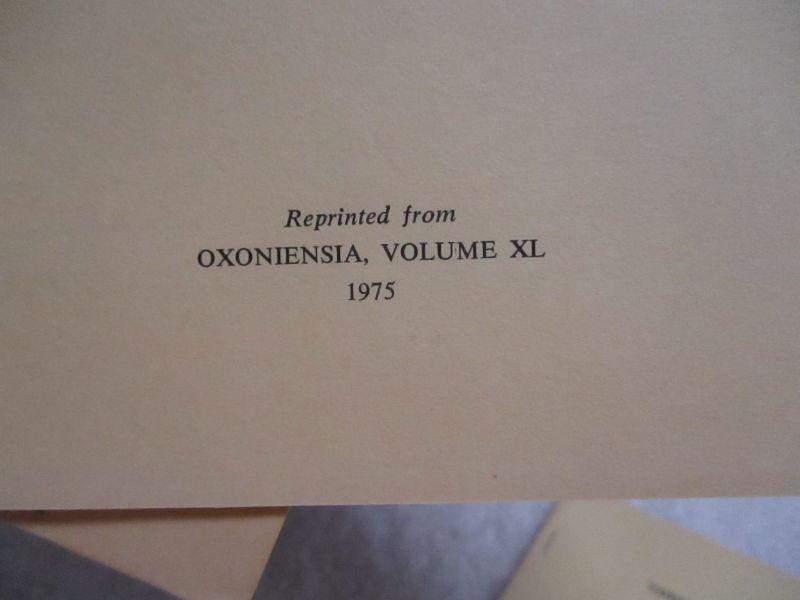 Reprinted from
OXONIENSIA, VOLUME XL
1975